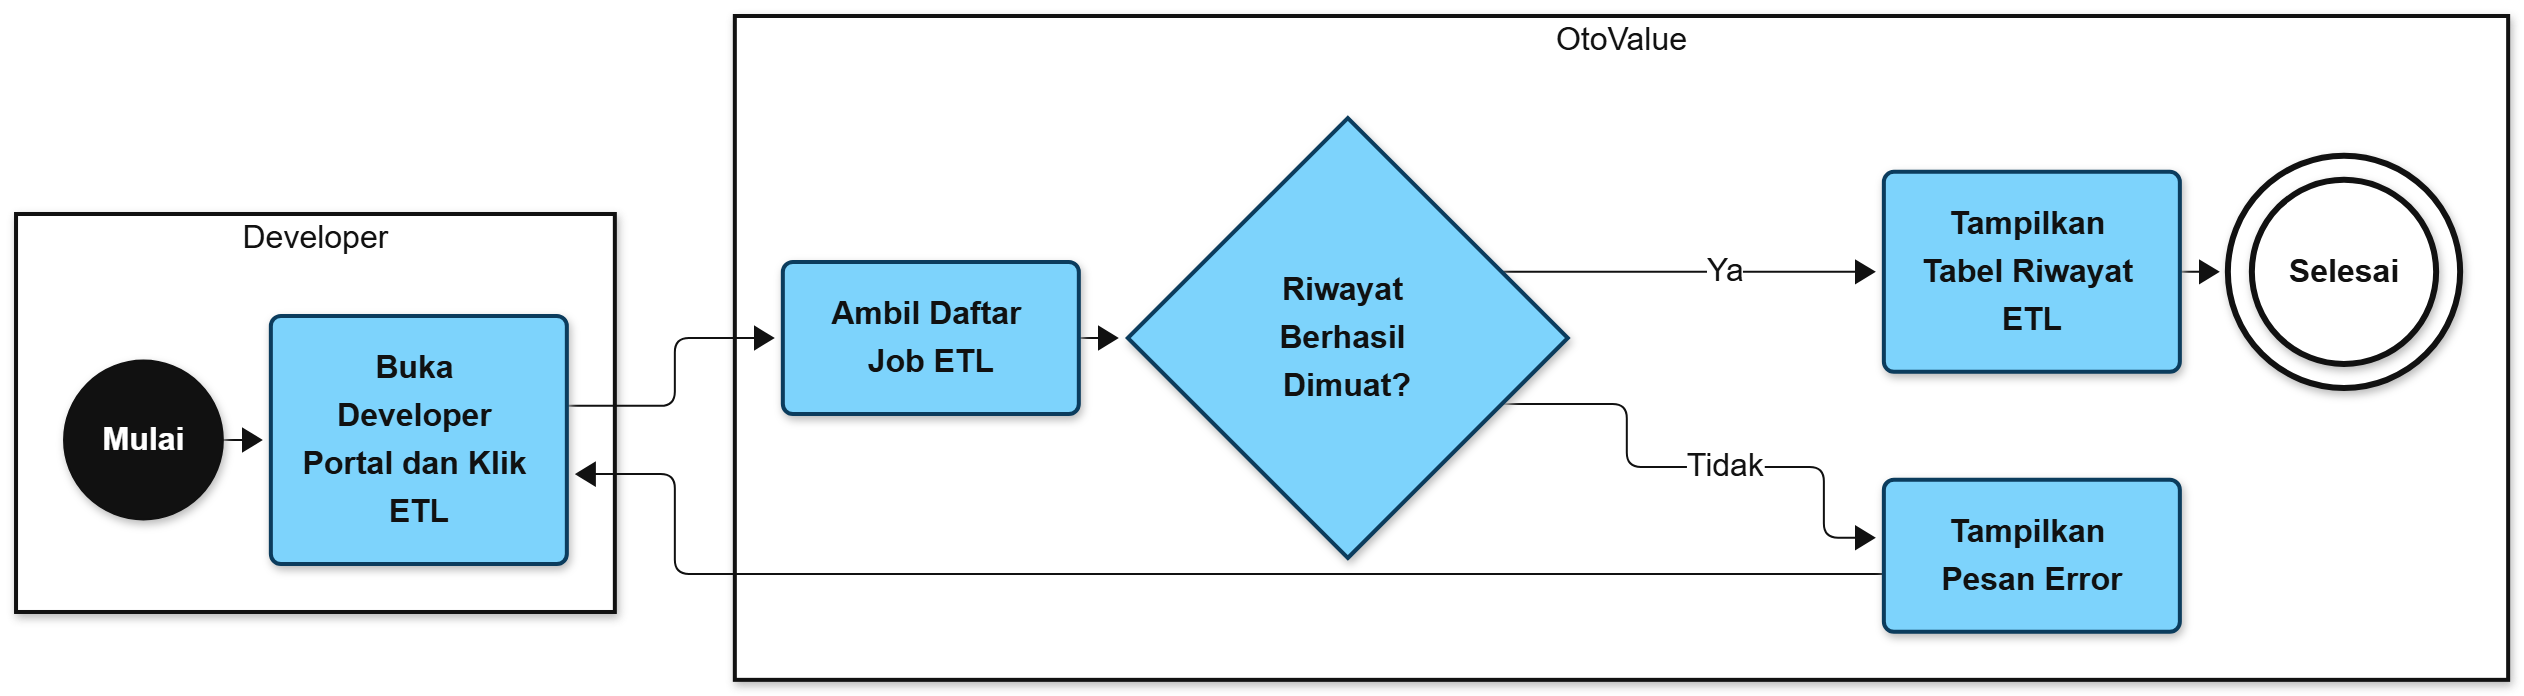 Developer
Mulai
Buka
Developer
Portal dan Klik
ETL
OtoValue
Ambil Daftar
Job ETL
Riwayat
Berhasil
Dimuat?
Ya
Tidak
Tampilkan
Tabel Riwayat
ETL
Selesai
Tampilkan
Pesan Error